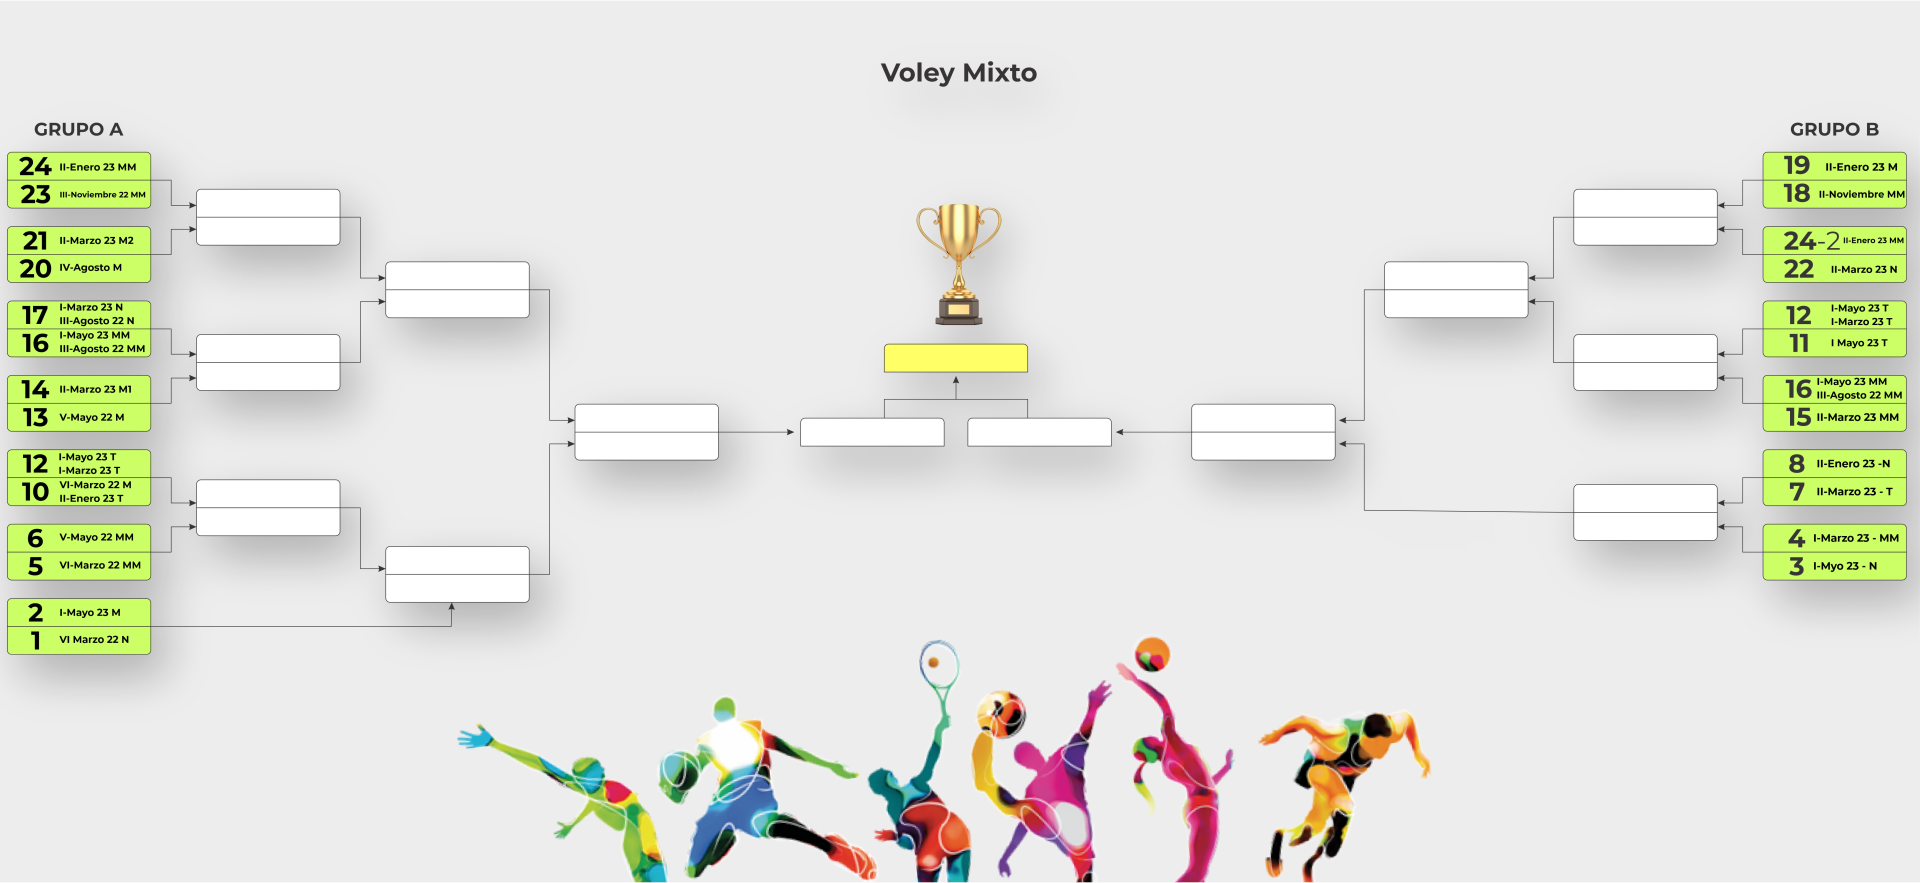 Voley Mixto
GRUPO A
24 II-Enero 23 MM
23 III-Noviembre 22 MM
21 II-Marzo 23 M2
20 IV-Agosto M
17 I-Marzo 23 N
III-Agosto 22 N
16 I-Mayo 23 MM
III-Agosto 22 MM
14 II-Marzo 23 M1
13 V-Mayo 22 M
12 I-Mayo 23 T
I-Marzo 23 T
10 VI-Marzo 22 M
II-Enero 23 T
6 V-Mayo 22 MM
5 VI-Marzo 22 MM
2 I-Mayo 23 M
1 VI Marzo 22 N
GRUPO B
19 II-Enero 23 M
18 II-Noviembre MM
24-2 II-Enero 23 MM
22 II-Marzo 23 N
12 I-Mayo 23 T
I-Marzo 23 T
11 I Mayo 23 T
16 I-Mayo 23 MM
III-Agosto 22 MM
15 II-Marzo 23 MM
8 II-Enero 23 -N
7 II-Marzo 23 - T
4 I-Marzo 23 - MM
3 I-Myo 23 - N